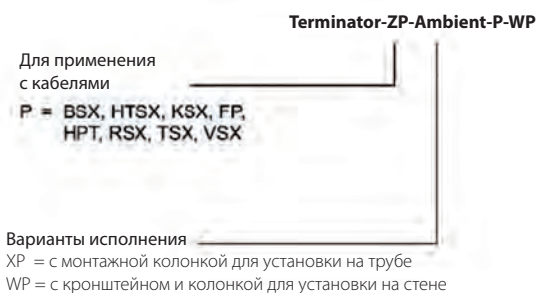 Terminator-ZP-Ambient-P-WP
Для применения
с кабелями
P = BSX, HTSX, KSX, FP,
HPT, RSX, TSX, VSX
Варианты исполнения
XP = с монтажной колонкой для установки на трубе
WP = с кронштейном и колонкой для установки на стене